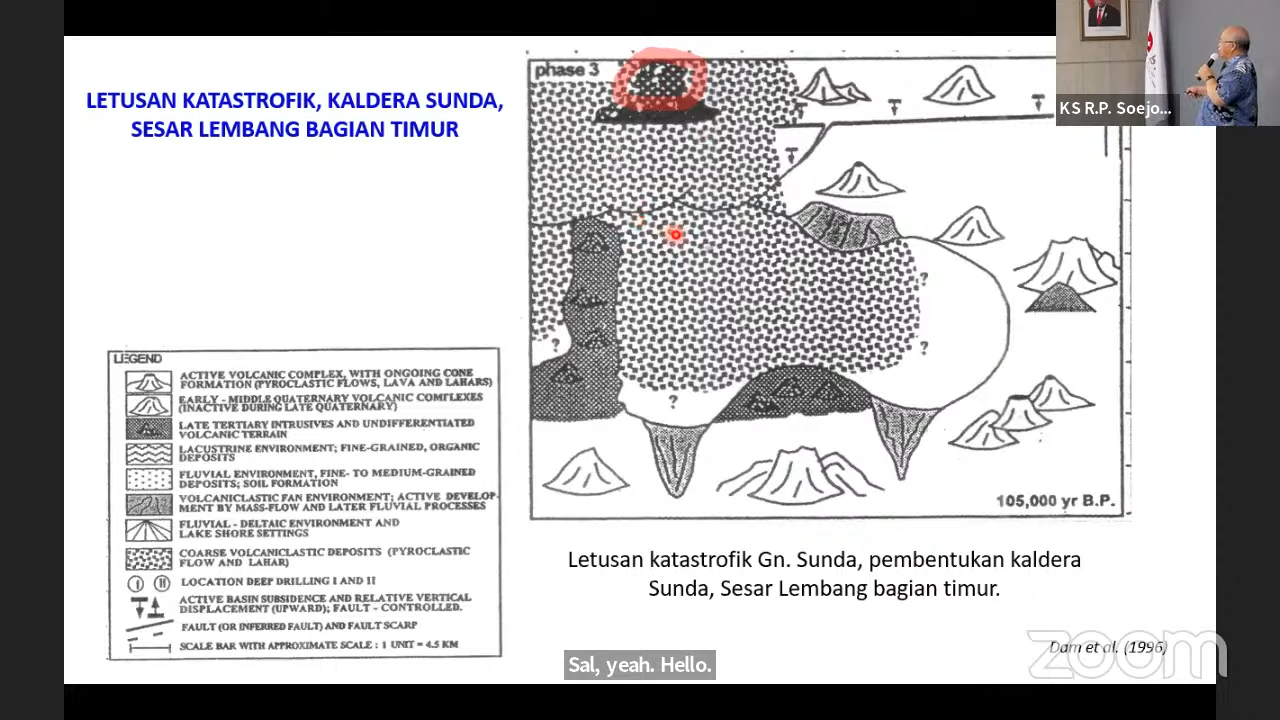 LETUSAN KATASTROFIK, KALDERA SUNDA,
SESAR LEMBANG BAGIAN TIMUR
phase 3
?
?
?
?
105,000 yr B.P.
KS R.P. Soejo...
LEGEND
ACTIVE VOLCANIC COMPLEX, WITH ONGOING CONE
FORMATION (PYROCLASTIC FLOWS, LAVA AND LAHARS)
EARLY - MIDDLE QUATERNARY VOLCANIC COMPLEXES
(INACTIVE DURING LATE QUATERNARY)
LATE TERTIARY INTRUSIVES AND UNDIFFERENTIATED
VOLCANIC TERRAIN
LACUSTRINE ENVIRONMENT; FINE-GRAINED, ORGANIC
DEPOSITS
FLUVIAL ENVIRONMENT, FINE- TO MEDIUM-GRAINED
DEPOSITS; SOIL FORMATION
VOLCANICLASTIC FAN ENVIRONMENT; ACTIVE DEVELOP-
MENT BY MASS-FLOW AND LATER FLUVIAL PROCESSES
FLUVIAL - DELTAIC ENVIRONMENT AND
LAKE SHORE SETTINGS
COARSE VOLCANICLASTIC DEPOSITS (PYROCLASTIC
FLOW AND LAHAR)
I II LOCATION DEEP DRILLING I AND II
ACTIVE BASIN SUBSIDENCE AND RELATIVE VERTICAL
DISPLACEMENT (UPWARD); FAULT - CONTROLLED.
FAULT (OR INFERRED FAULT) AND FAULT SCARP
SCALE BAR WITH APPROXIMATE SCALE : 1 UNIT = 4.5 KM
Letusan katastrofik Gn. Sunda, pembentukan kaldera
Sunda, Sesar Lembang bagian timur.
Dam et al. (1996)
zoom
Sal, yeah. Hello.